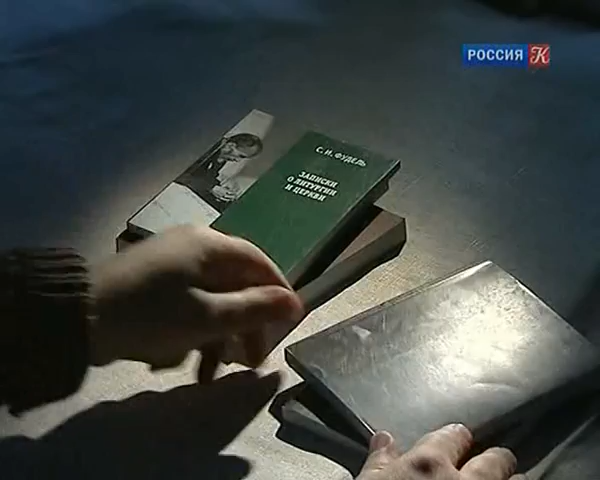 РОССИЯ К
С. И. ФУДЕЛЬ
ЗАПИСКИ
О ЛИТУРГИИ
И ЦЕРКВИ